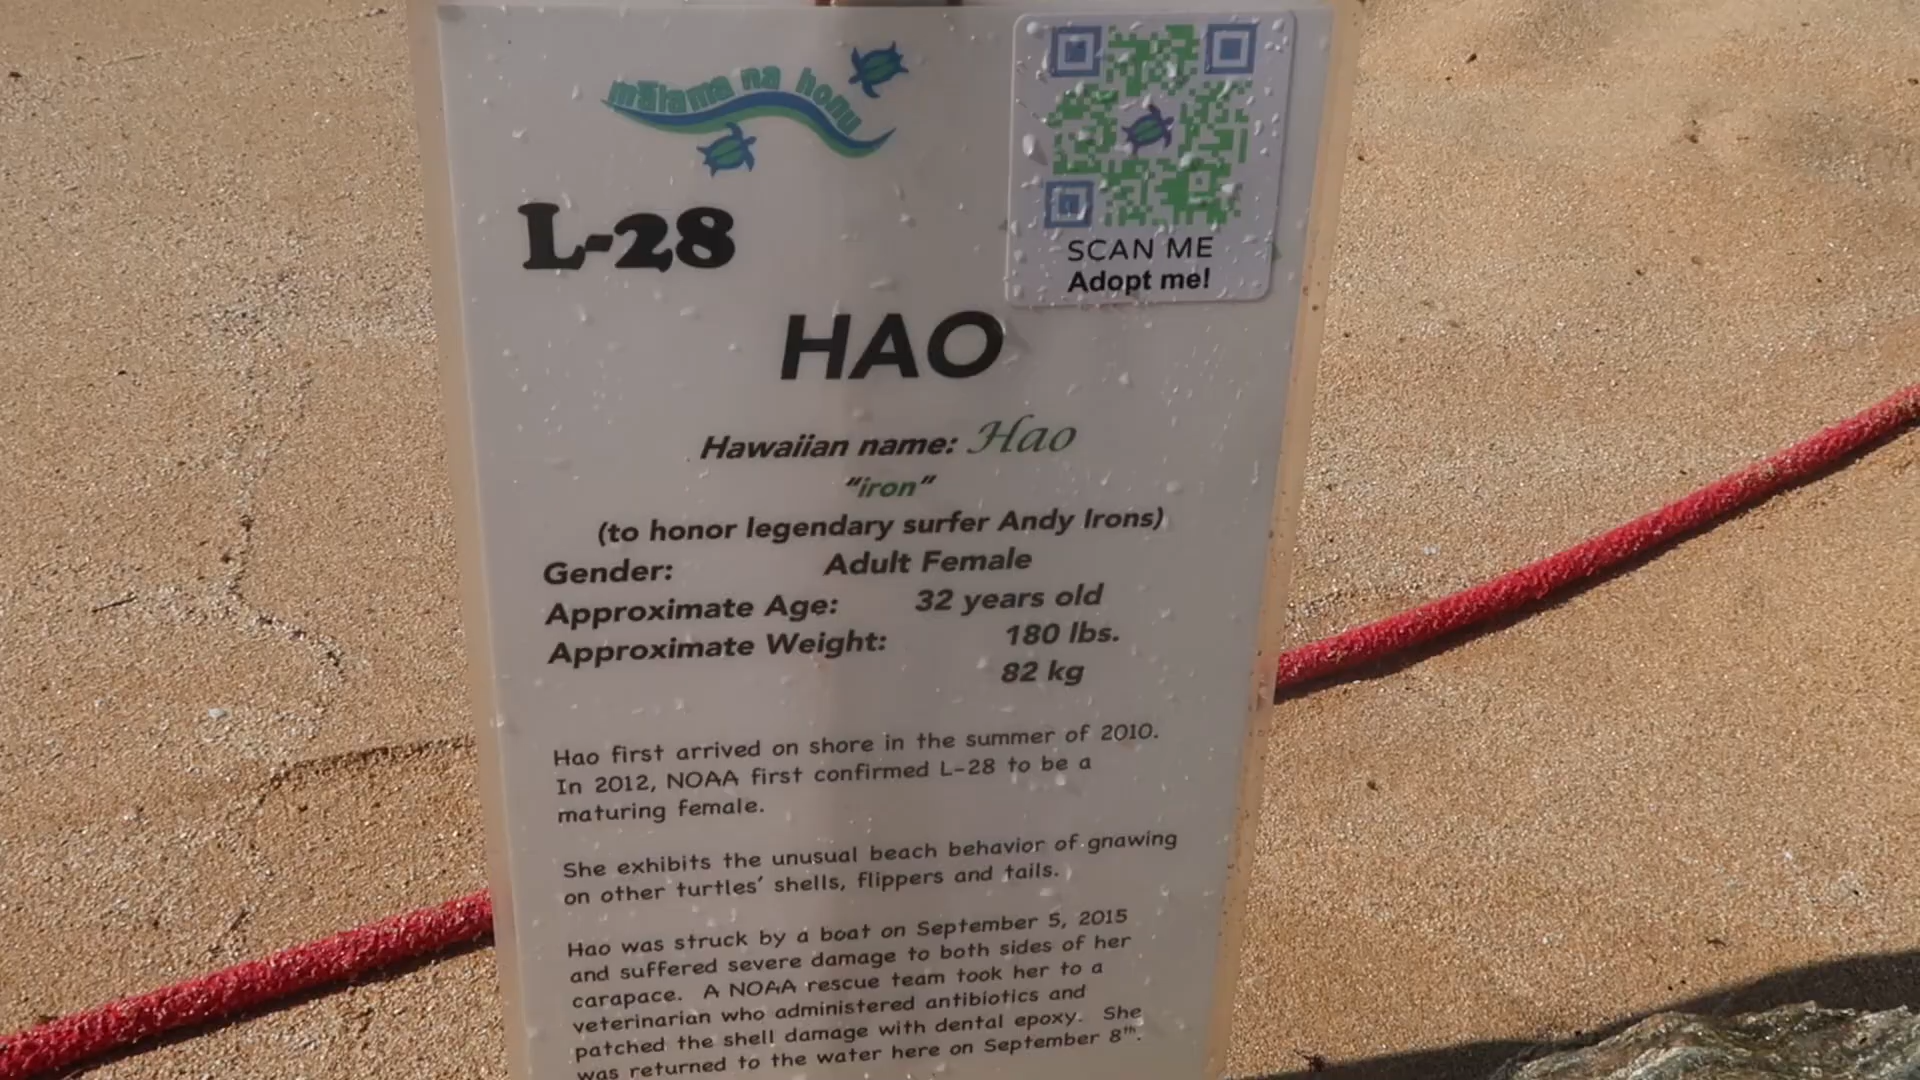 mālama na honu
L-28
SCAN ME
Adopt me!
HAO
Hawaiian name: Hao
"iron"
(to honor legendary surfer Andy Irons)
Gender: Adult Female
Approximate Age: 32 years old
Approximate Weight: 180 lbs.
82 kg
Hao first arrived on shore in the summer of 2010.
In 2012, NOAA first confirmed L-28 to be a
maturing female.
She exhibits the unusual beach behavior of gnawing
on other turtles' shells, flippers and tails.
Hao was struck by a boat on September 5, 2015
and suffered severe damage to both sides of her
carapace. A NOAA rescue team took her to a
veterinarian who administered antibiotics and
patched the shell damage with dental epoxy. She
was returned to the water here on September 8th.